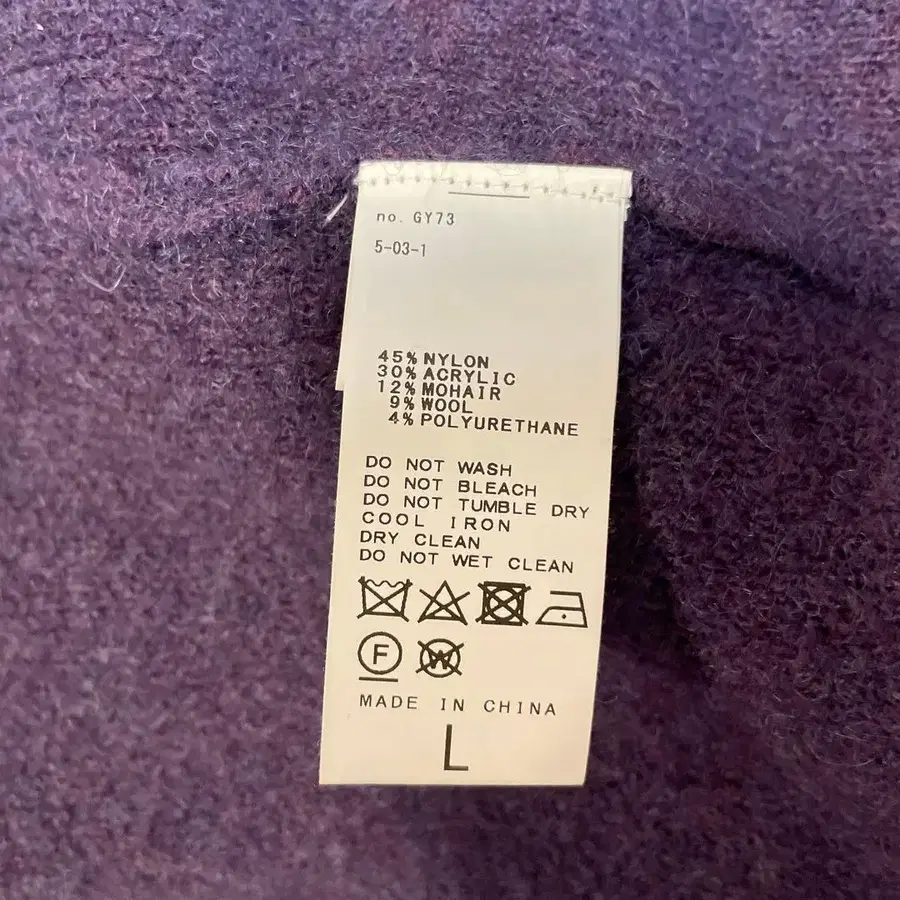 no. GY73
5-03-1
45% NYLON
30% ACRYLIC
12% MOHAIR
9% WOOL
4% POLYURETHANE
DO NOT WASH
DO NOT BLEACH
DO NOT TUMBLE DRY
COOL IRON
DRY CLEAN
DO NOT WET CLEAN
F W
MADE IN CHINA
L